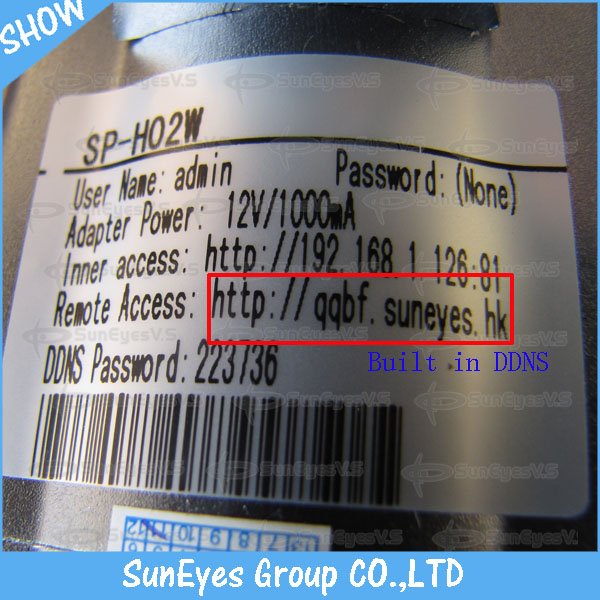 SHOW
SunEyesV.S
SP-H02W
User Name: admin Password: (None)
Adapter Power: 12V/1000mA
Inner access: http://192.168.1.126:81
Remote Access: http://qqbf.suneyes.hk
Built in DDNS
DDNS Password: 223736
SunEyes Group CO.,LTD